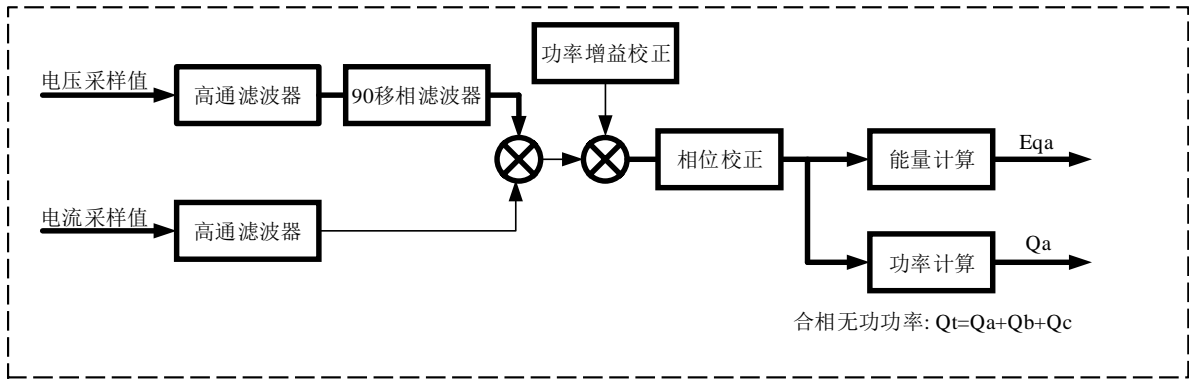 功率增益校正
电压采样值
高通滤波器
90移相滤波器
相位校正
能量计算
Eqa
电流采样值
高通滤波器
功率计算
Qa
合相无功功率: Qt=Qa+Qb+Qc